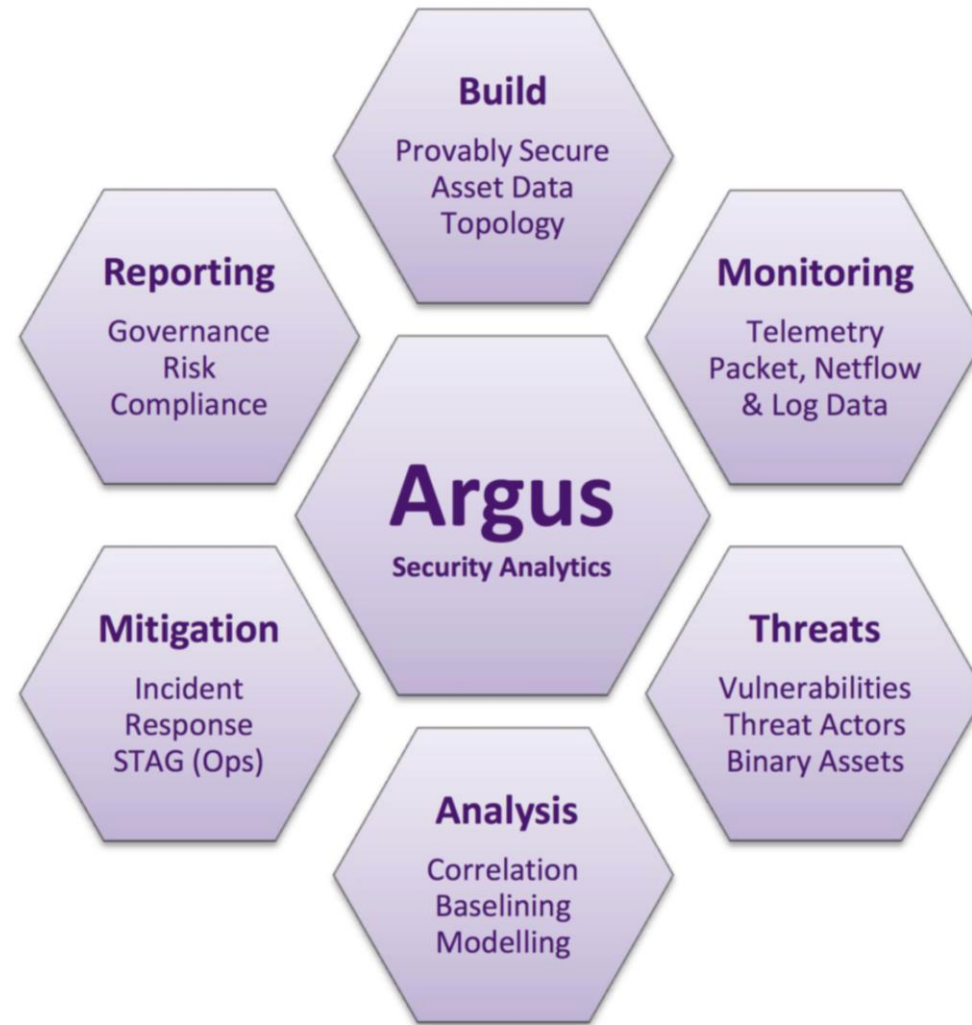 Build
Provably Secure
Asset Data
Topology
Reporting
Governance
Risk
Compliance
Monitoring
Telemetry
Packet, Netflow
& Log Data
Argus
Security Analytics
Mitigation
Incident
Response
STAG (Ops)
Threats
Vulnerabilities
Threat Actors
Binary Assets
Analysis
Correlation
Baselining
Modelling